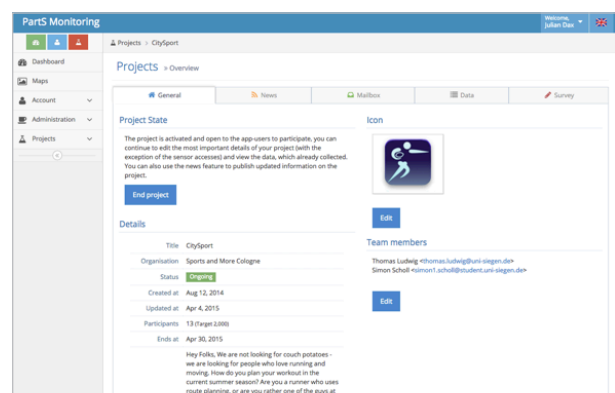 PartS Monitoring
Welcome,
Julian Dax
Projects > CitySport
Dashboard
Maps
Account
Administration
Projects
Projects » Overview
General
News
Mailbox
Data
Survey
Project State
The project is activated and open to the app-users to participate, you can
continue to edit the most important details of your project (with the
exception of the sensor accesses) and view the data, which already collected.
You can also use the news feature to publish updated information on the
project.
End project
Details
Title CitySport
Organisation Sports and More Cologne
Status Ongoing
Created at Aug 12, 2014
Updated at Apr 4, 2015
Participants 13 (Target 2,000)
Ends at Apr 30, 2015
Hey Folks, We are not looking for couch potatoes -
we are looking for people who love running and
moving. How do you plan your workout in the
current summer season? Are you a runner who uses
route planning, or are you rather one of the guys at
Icon
Edit
Team members
Thomas Ludwig <thomas.ludwig@uni-siegen.de>
Simon Scholl <simon1.scholl@student.uni-siegen.de>
Edit